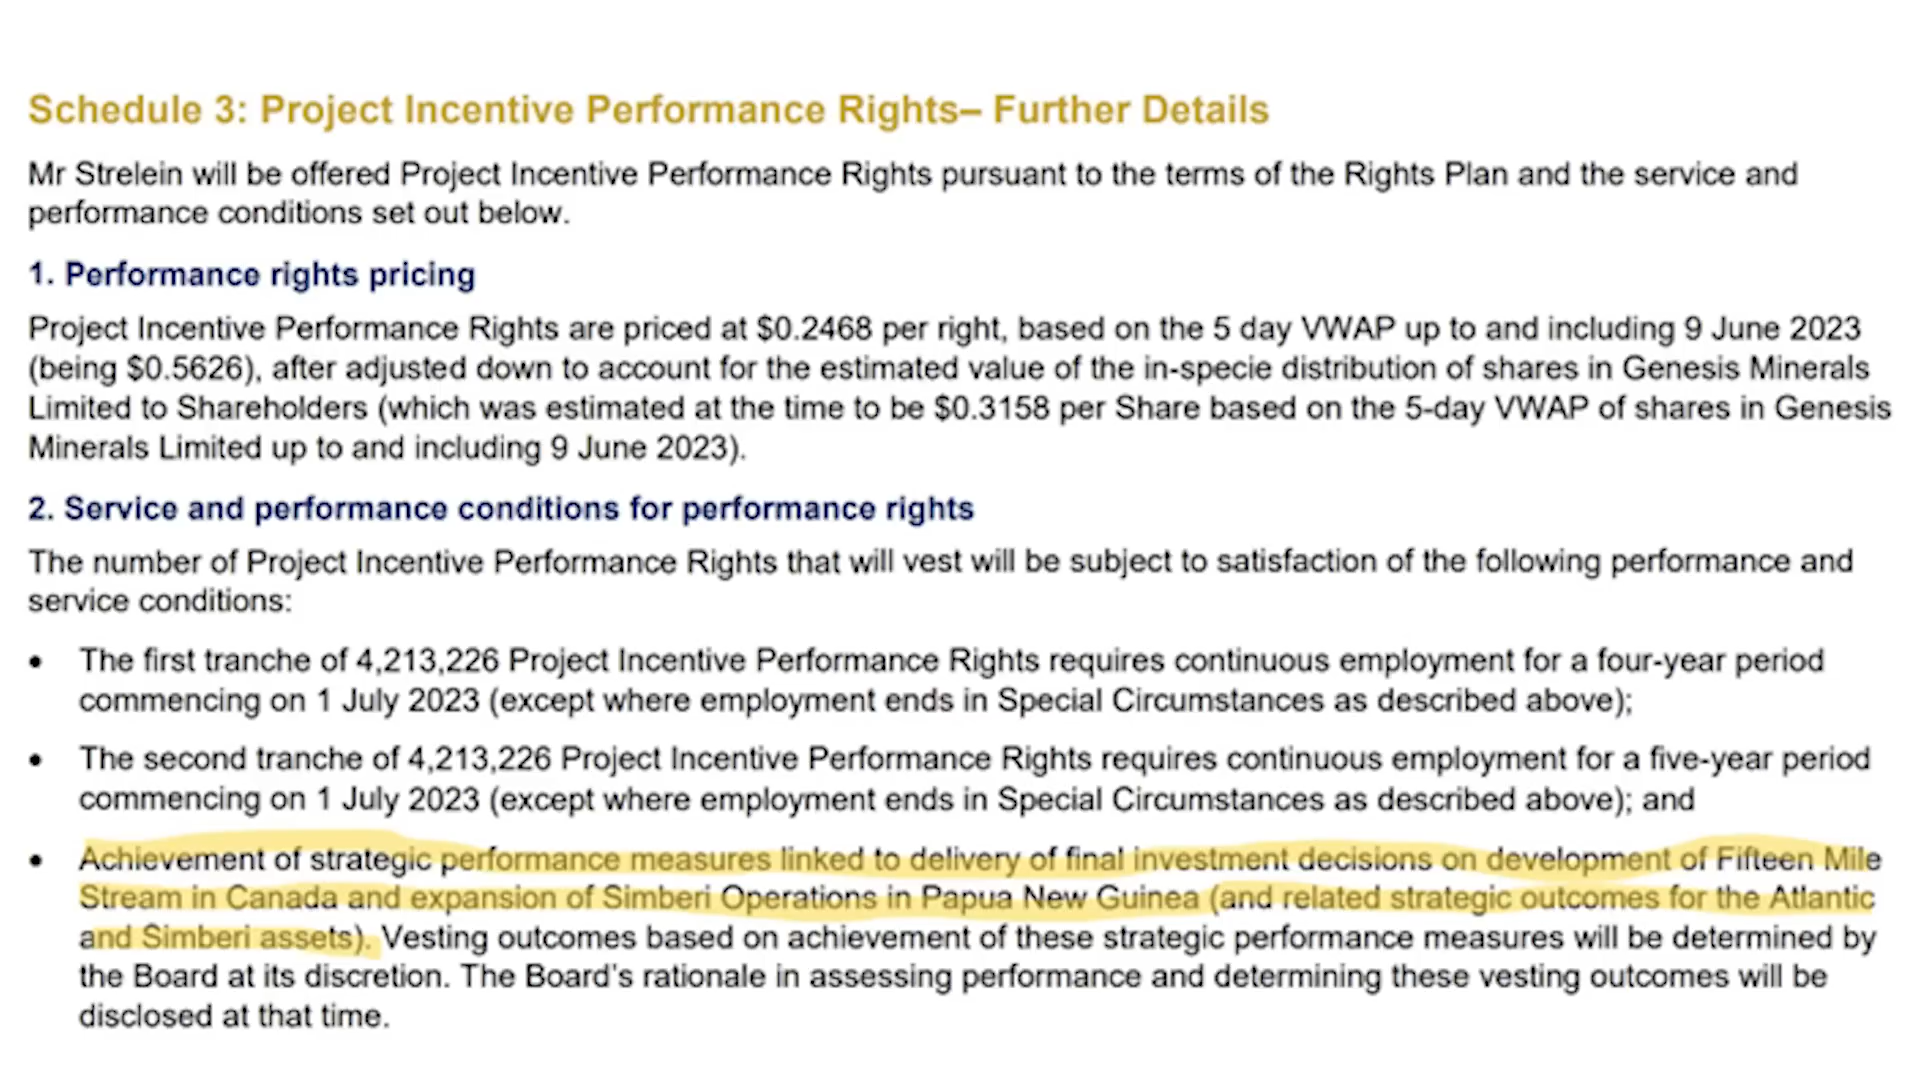 Schedule 3: Project Incentive Performance Rights– Further Details
Mr Strelein will be offered Project Incentive Performance Rights pursuant to the terms of the Rights Plan and the service and
performance conditions set out below.
1. Performance rights pricing
Project Incentive Performance Rights are priced at $0.2468 per right, based on the 5 day VWAP up to and including 9 June 2023
(being $0.5626), after adjusted down to account for the estimated value of the in-specie distribution of shares in Genesis Minerals
Limited to Shareholders (which was estimated at the time to be $0.3158 per Share based on the 5-day VWAP of shares in Genesis
Minerals Limited up to and including 9 June 2023).
2. Service and performance conditions for performance rights
The number of Project Incentive Performance Rights that will vest will be subject to satisfaction of the following performance and
service conditions:
• The first tranche of 4,213,226 Project Incentive Performance Rights requires continuous employment for a four-year period
commencing on 1 July 2023 (except where employment ends in Special Circumstances as described above);
• The second tranche of 4,213,226 Project Incentive Performance Rights requires continuous employment for a five-year period
commencing on 1 July 2023 (except where employment ends in Special Circumstances as described above); and
• Achievement of strategic performance measures linked to delivery of final investment decisions on development of Fifteen Mile
Stream in Canada and expansion of Simberi Operations in Papua New Guinea (and related strategic outcomes for the Atlantic
and Simberi assets). Vesting outcomes based on achievement of these strategic performance measures will be determined by
the Board at its discretion. The Board's rationale in assessing performance and determining these vesting outcomes will be
disclosed at that time.